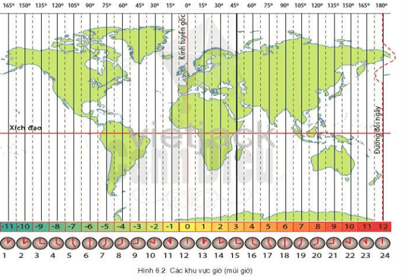 165° 150° 135° 120° 105° 90° 75° 60° 45° 30° 15° 0° 15° 30° 45° 60° 75° 90° 105° 120° 135° 150° 165° 180°
Kinh tuyến gốc
Xích đạo
Đường đổi ngày
vietjack
-11 -10 -9 -8 -7 -6 -5 -4 -3 -2 -1 0 1 2 3 4 5 6 7 8 9 10 11 12
1 2 3 4 5 6 7 8 9 10 11 12 13 14 15 16 17 18 19 20 21 22 23 24
Hình 6.2. Các khu vực giờ (múi giờ)